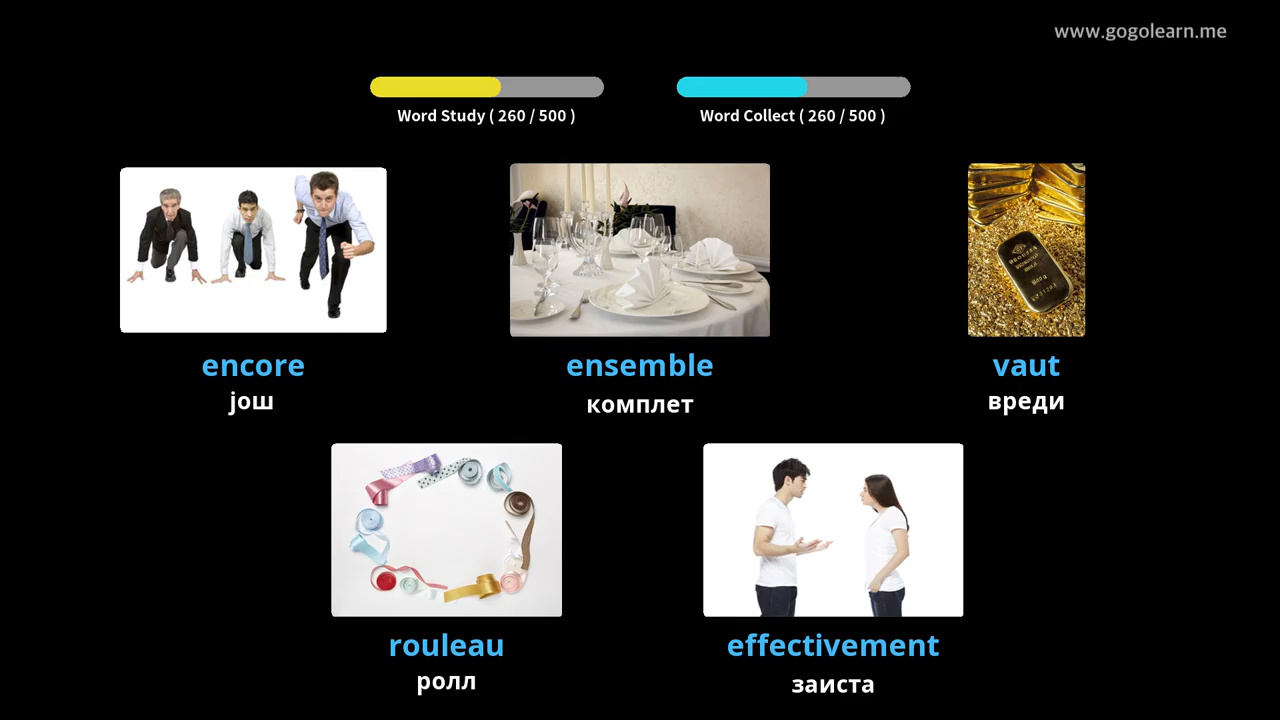 www.gogolearn.me
Word Study ( 260 / 500 )
Word Collect ( 260 / 500 )
encore
још
ensemble
комплет
vaut
вреди
rouleau
ролл
effectivement
заиста